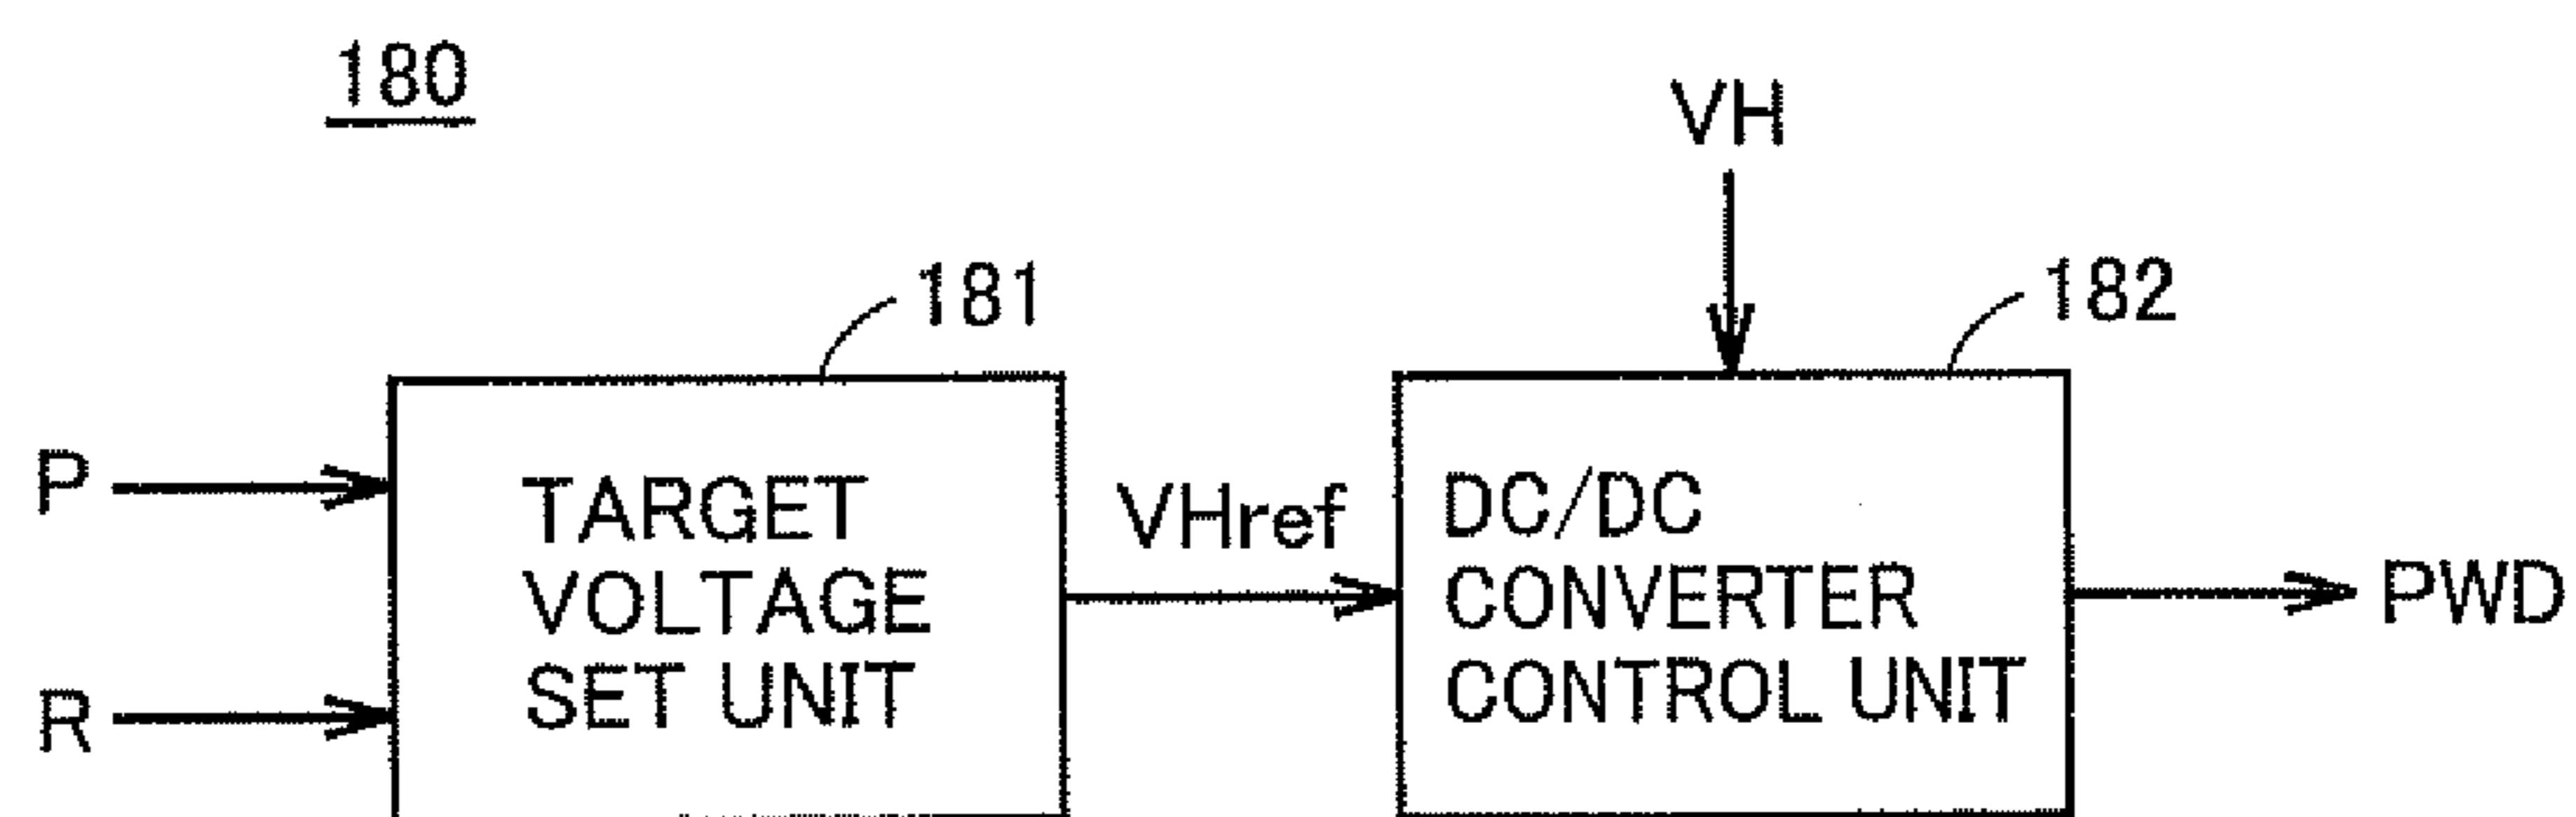 180
VH
181
182
P
R
TARGET
VOLTAGE
SET UNIT
VHref
DC/DC
CONVERTER
CONTROL UNIT
PWD